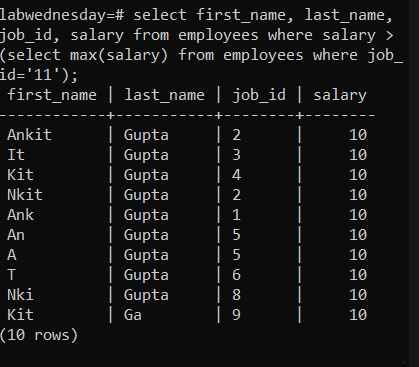 labwednesday=# select first_name, last_name,
job_id, salary from employees where salary >
(select max(salary) from employees where job_
id='11');
 first_name | last_name | job_id | salary
------------+-----------+--------+--------
 Ankit      | Gupta     | 2      |     10
 It         | Gupta     | 3      |     10
 Kit        | Gupta     | 4      |     10
 Nkit       | Gupta     | 2      |     10
 Ank        | Gupta     | 1      |     10
 An         | Gupta     | 5      |     10
 A          | Gupta     | 5      |     10
 T          | Gupta     | 6      |     10
 Nki        | Gupta     | 8      |     10
 Kit        | Ga        | 9      |     10
(10 rows)